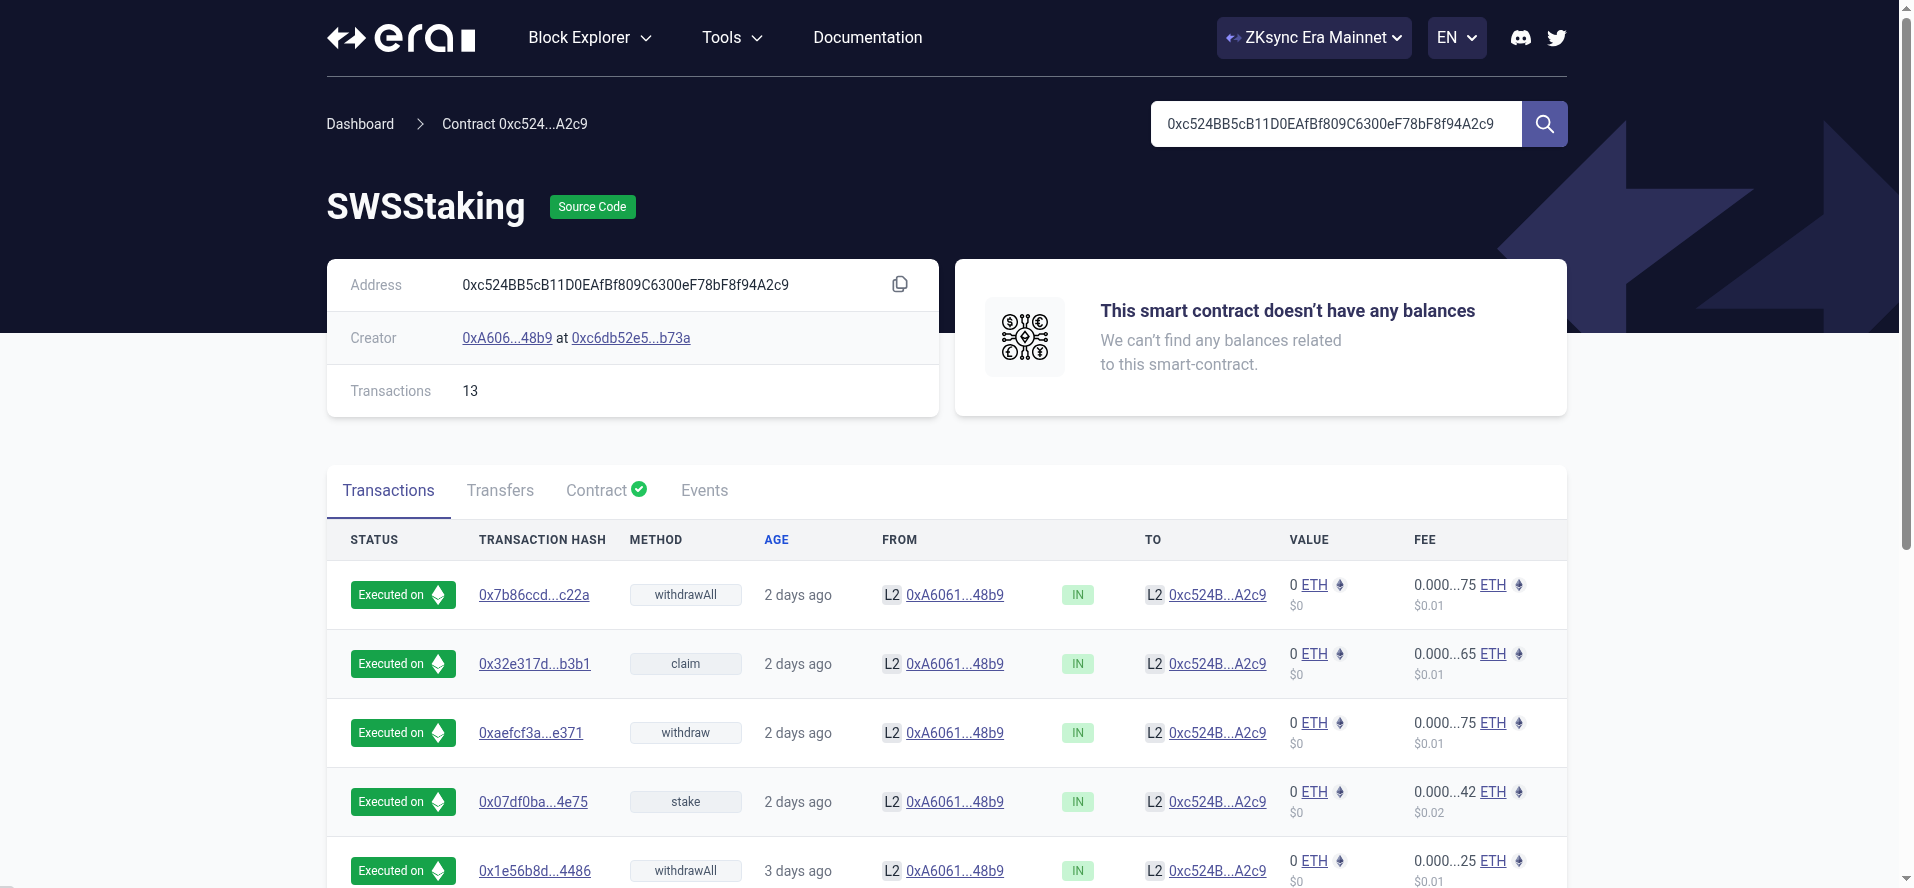 era
Block Explorer
Tools
Documentation
ZKsync Era Mainnet
EN
Dashboard
Contract 0xc524...A2c9
0xc524BB5cB11D0EAfBf809C6300eF78bF8f94A2c9
SWSStaking
Source Code
Address 0xc524BB5cB11D0EAfBf809C6300eF78bF8f94A2c9
Creator 0xA606...48b9 at 0xc6db52e5...b73a
Transactions 13
This smart contract doesn’t have any balances
We can’t find any balances related
to this smart-contract.
Transactions Transfers Contract Events
STATUS TRANSACTION HASH METHOD AGE FROM TO VALUE FEE
Executed on 0x7b86ccd...c22a withdrawAll 2 days ago L2 0xA6061...48b9 IN L2 0xc524B...A2c9 0 ETH 0.000...75 ETH
$0 $0.01
Executed on 0x32e317d...b3b1 claim 2 days ago L2 0xA6061...48b9 IN L2 0xc524B...A2c9 0 ETH 0.000...65 ETH
$0 $0.01
Executed on 0xaefcf3a...e371 withdraw 2 days ago L2 0xA6061...48b9 IN L2 0xc524B...A2c9 0 ETH 0.000...75 ETH
$0 $0.01
Executed on 0x07df0ba...4e75 stake 2 days ago L2 0xA6061...48b9 IN L2 0xc524B...A2c9 0 ETH 0.000...42 ETH
$0 $0.02
Executed on 0x1e56b8d...4486 withdrawAll 3 days ago L2 0xA6061...48b9 IN L2 0xc524B...A2c9 0 ETH 0.000...25 ETH
$0 $0.01